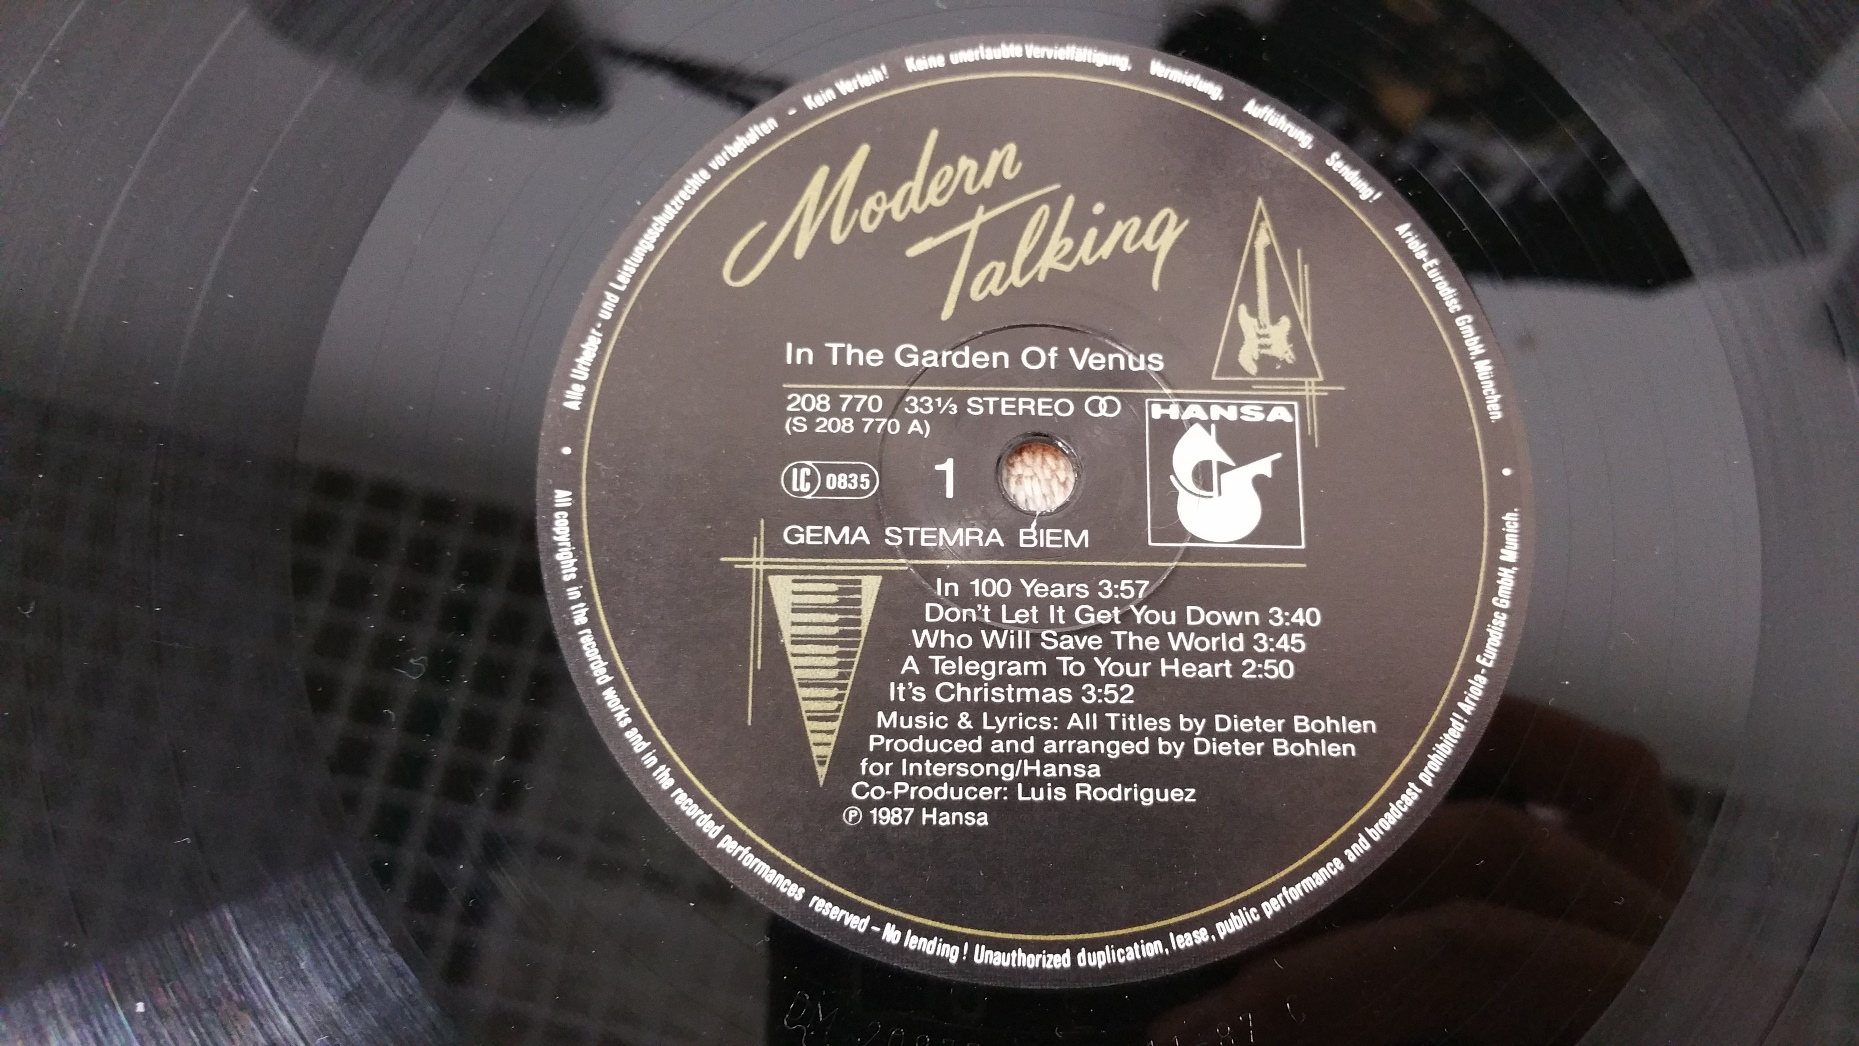 Alle Urheber- und Leistungsschutzrechte vorbehalten - Kein Verleih! Keine unerlaubte Vervielfältigung, Vermietung, Aufführung, Sendung! Ariola-Eurodisc GmbH, München.
Modern
Talking
In The Garden Of Venus
208 770 33⅓ STEREO
(S 208 770 A)
HANSA
LC 0835
1
GEMA STEMRA BIEM
In 100 Years 3:57
Don't Let It Get You Down 3:40
Who Will Save The World 3:45
A Telegram To Your Heart 2:50
It's Christmas 3:52
Music & Lyrics: All Titles by Dieter Bohlen
Produced and arranged by Dieter Bohlen
for Intersong/Hansa
Co-Producer: Luis Rodriguez
℗ 1987 Hansa
All copyrights in the recorded works and in the recorded performances reserved - No lending! Unauthorized duplication, lease, public performance and broadcast prohibited! Ariola-Eurodisc GmbH, Munich.